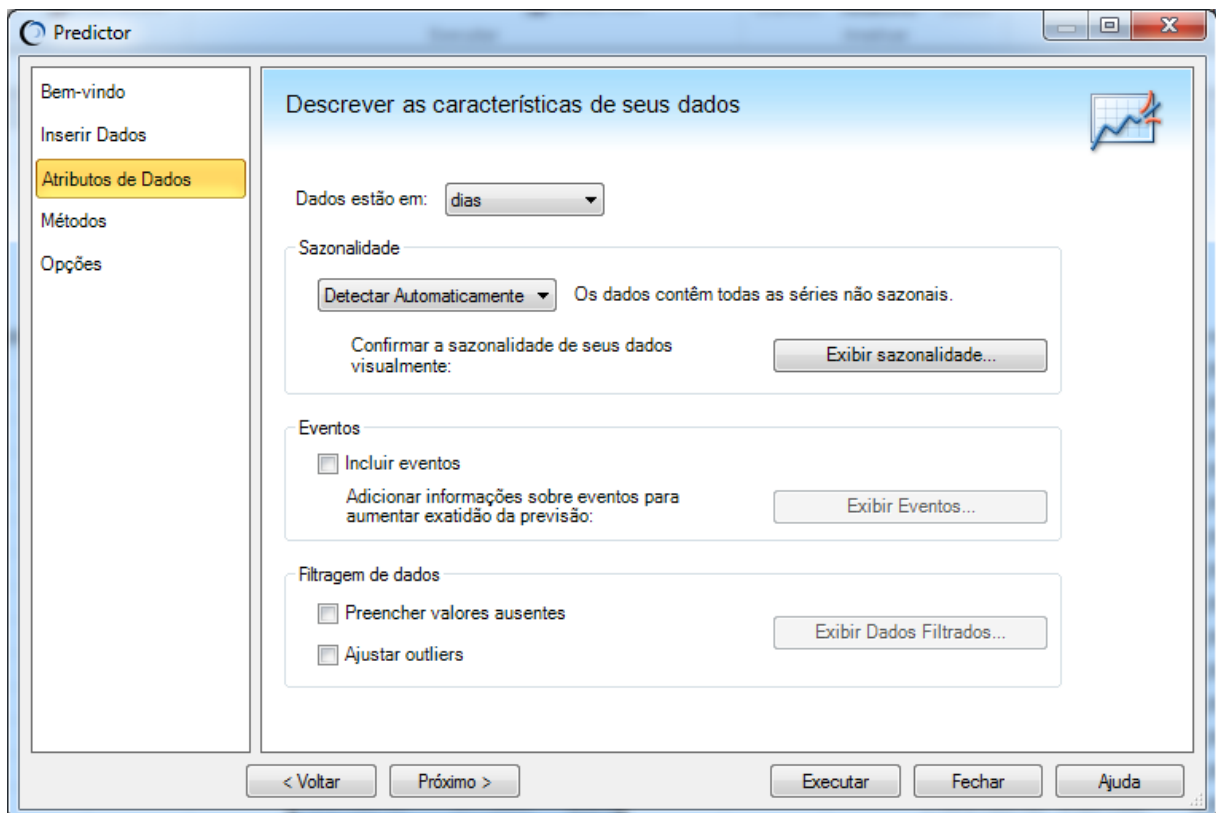 Predictor
Bem-vindo
Inserir Dados
Atributos de Dados
Métodos
Opções
Descrever as características de seus dados
Dados estão em: dias
Sazonalidade
Detectar Automaticamente Os dados contêm todas as séries não sazonais.
Confirmar a sazonalidade de seus dados
visualmente:
Exibir sazonalidade...
Eventos
Incluir eventos
Adicionar informações sobre eventos para
aumentar exatidão da previsão:
Exibir Eventos...
Filtragem de dados
Preencher valores ausentes
Ajustar outliers
Exibir Dados Filtrados...
< Voltar Próximo > Executar Fechar Ajuda